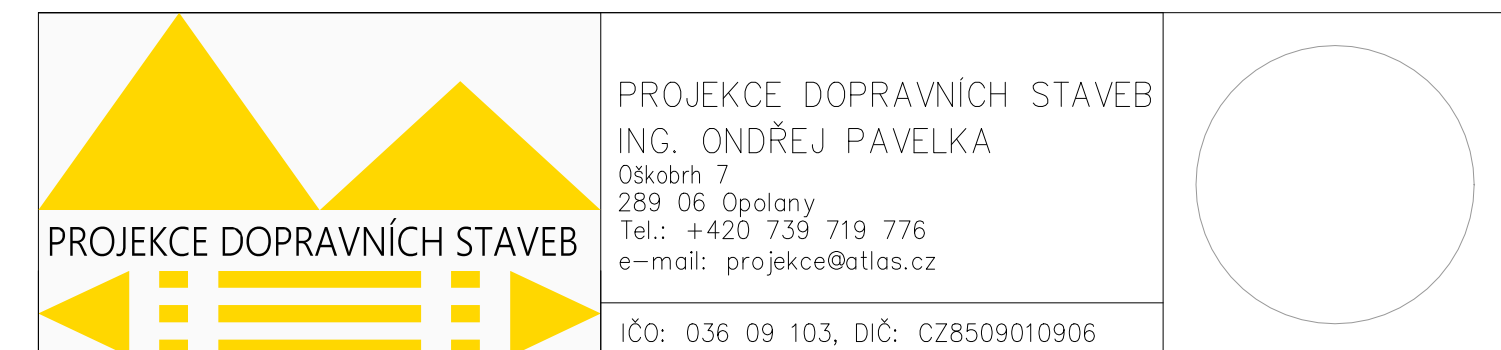 PROJEKCE DOPRAVNÍCH STAVEB
PROJEKCE DOPRAVNÍCH STAVEB
ING. ONDŘEJ PAVELKA
Oškobrh 7
289 06 Opolany
Tel.: +420 739 719 776
e-mail: projekce@atlas.cz
IČO: 036 09 103, DIČ: CZ8509010906